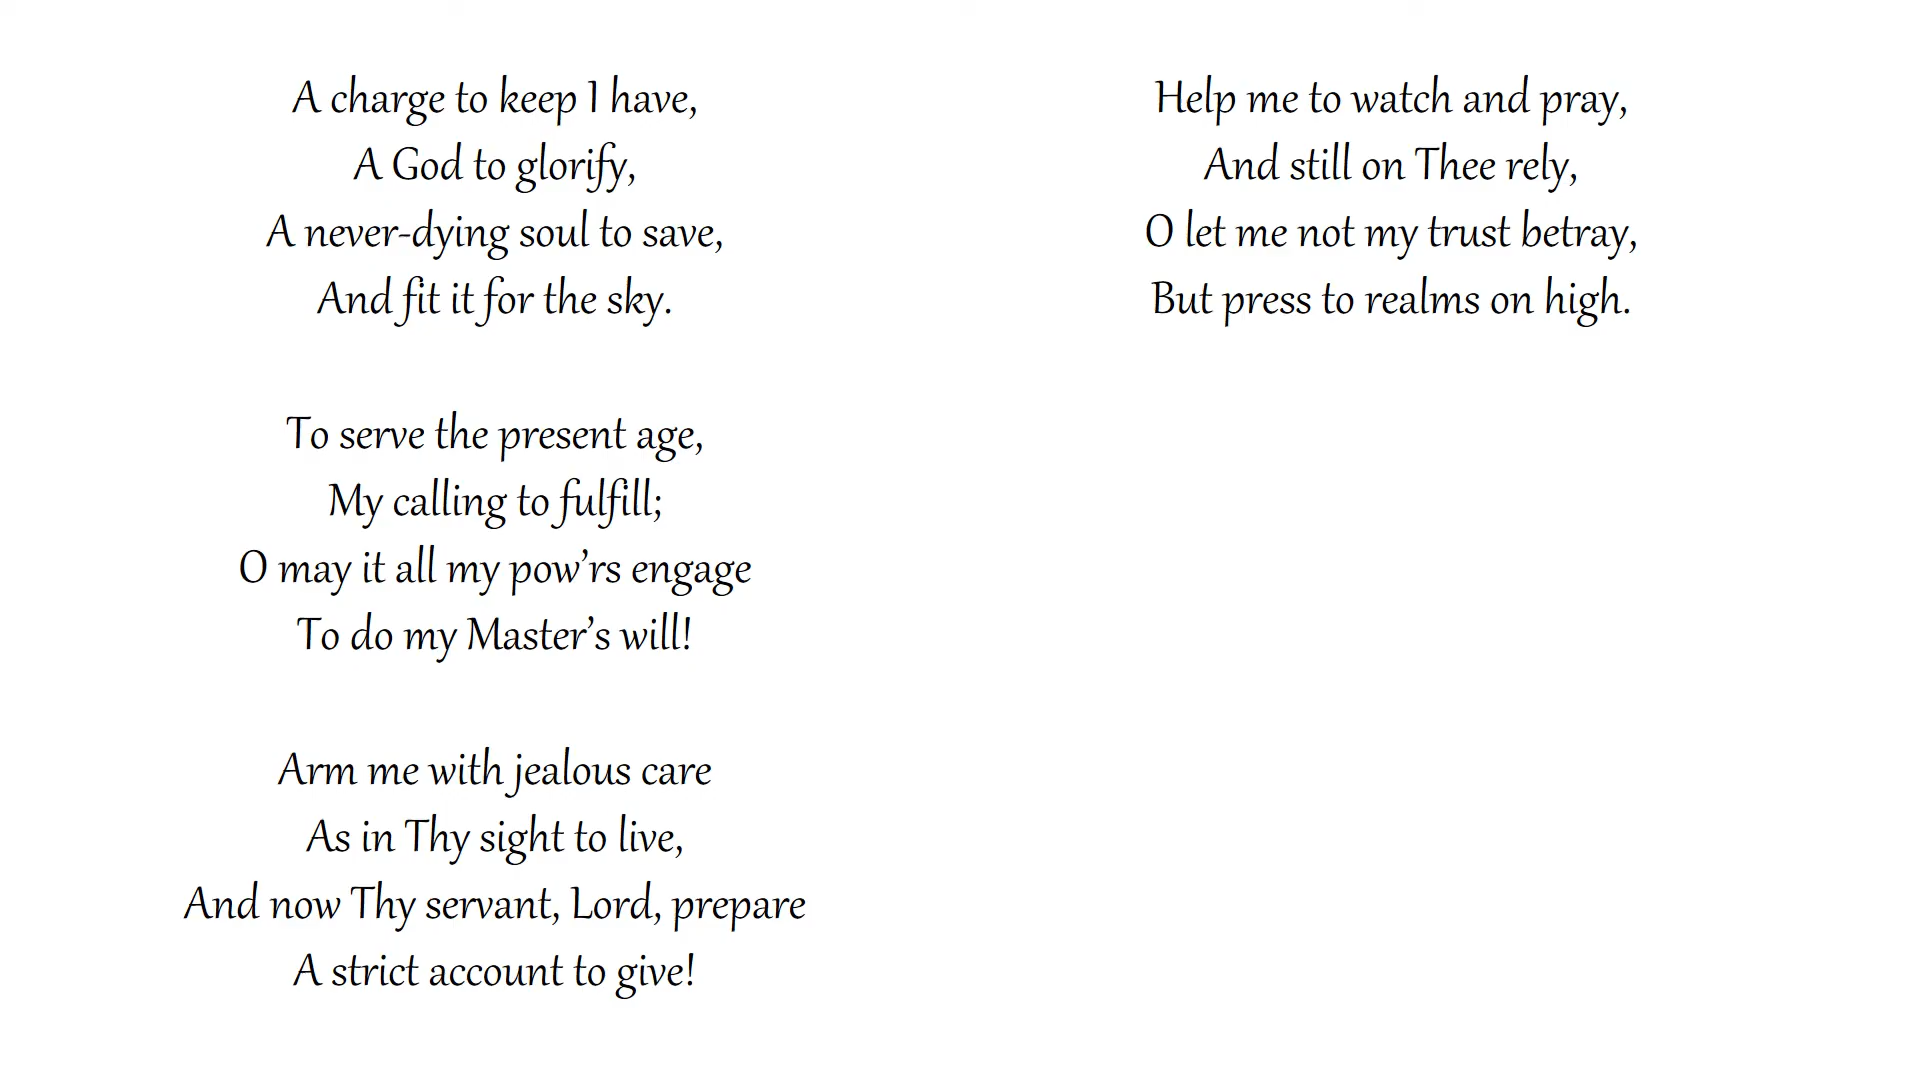 A charge to keep I have,
A God to glorify,
A never-dying soul to save,
And fit it for the sky.
To serve the present age,
My calling to fulfill;
O may it all my pow’rs engage
To do my Master’s will!
Arm me with jealous care
As in Thy sight to live,
And now Thy servant, Lord, prepare
A strict account to give!
Help me to watch and pray,
And still on Thee rely,
O let me not my trust betray,
But press to realms on high.